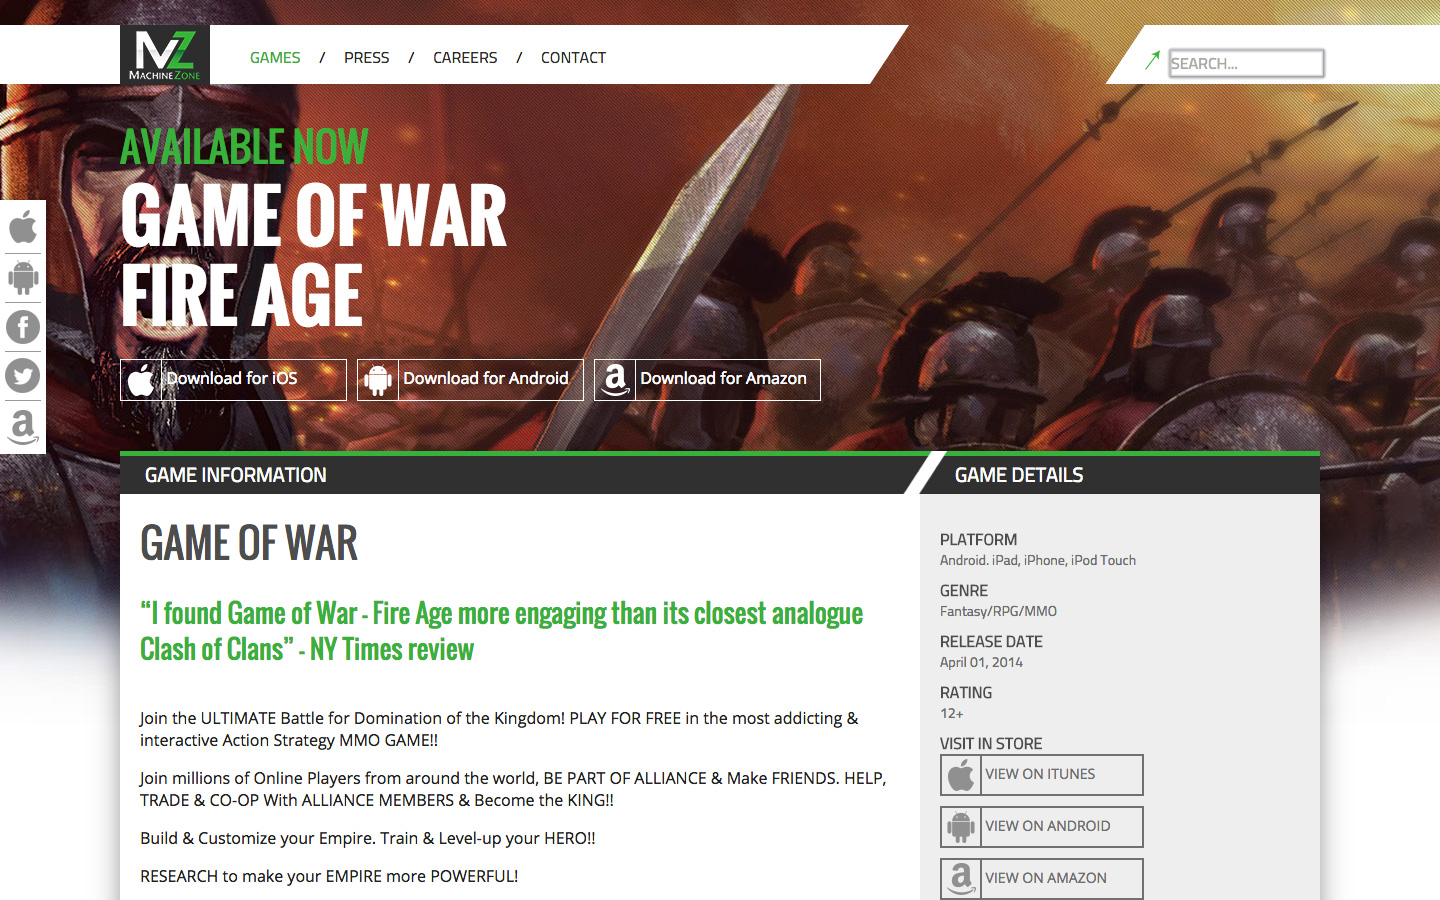 MZ
MACHINE ZONE
GAMES / PRESS / CAREERS / CONTACT
SEARCH...
AVAILABLE NOW
GAME OF WAR
FIRE AGE
Download for iOS
Download for Android
Download for Amazon
GAME INFORMATION
GAME OF WAR
“I found Game of War - Fire Age more engaging than its closest analogue
Clash of Clans” - NY Times review
Join the ULTIMATE Battle for Domination of the Kingdom! PLAY FOR FREE in the most addicting &
interactive Action Strategy MMO GAME!!
Join millions of Online Players from around the world, BE PART OF ALLIANCE & Make FRIENDS. HELP,
TRADE & CO-OP With ALLIANCE MEMBERS & Become the KING!!
Build & Customize your Empire. Train & Level-up your HERO!!
RESEARCH to make your EMPIRE more POWERFUL!
GAME DETAILS
PLATFORM
Android. iPad, iPhone, iPod Touch
GENRE
Fantasy/RPG/MMO
RELEASE DATE
April 01, 2014
RATING
12+
VISIT IN STORE
VIEW ON ITUNES
VIEW ON ANDROID
VIEW ON AMAZON